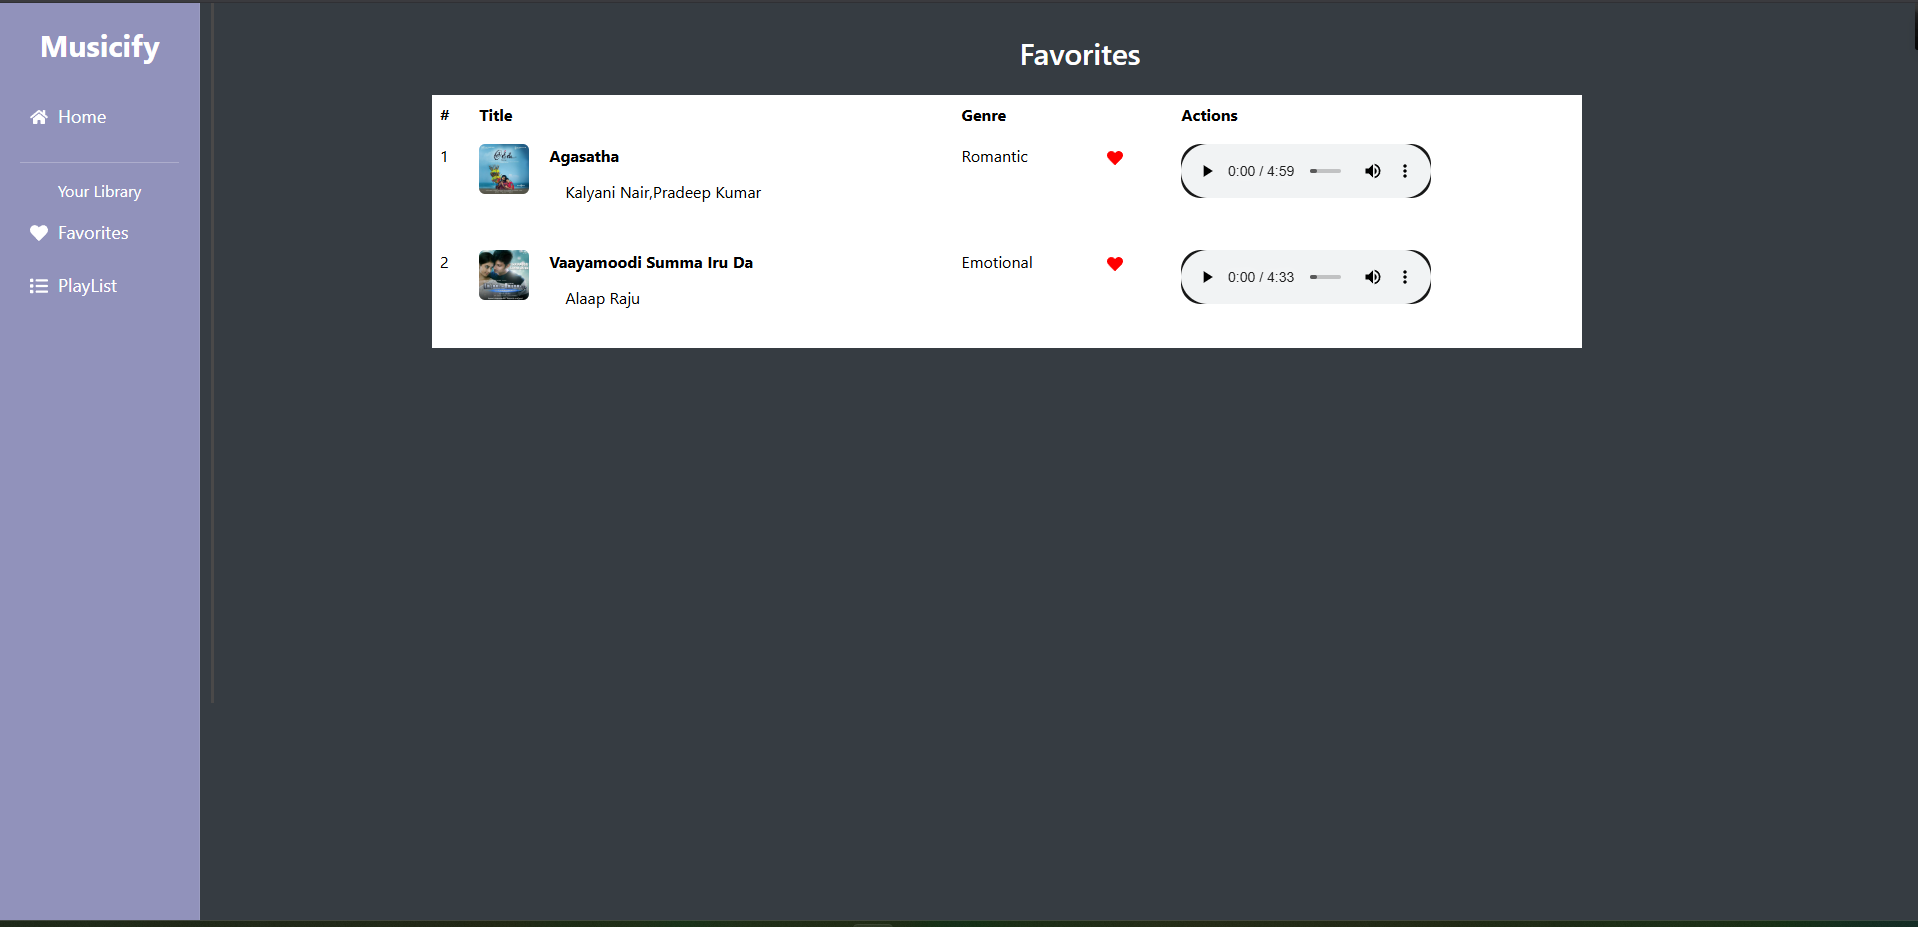 Musicify
Home
Your Library
Favorites
PlayList
Favorites
# Title Genre Actions
1 Agasatha Romantic 0:00 / 4:59
Kalyani Nair,Pradeep Kumar
2 Vaayamoodi Summa Iru Da Emotional 0:00 / 4:33
Alaap Raju